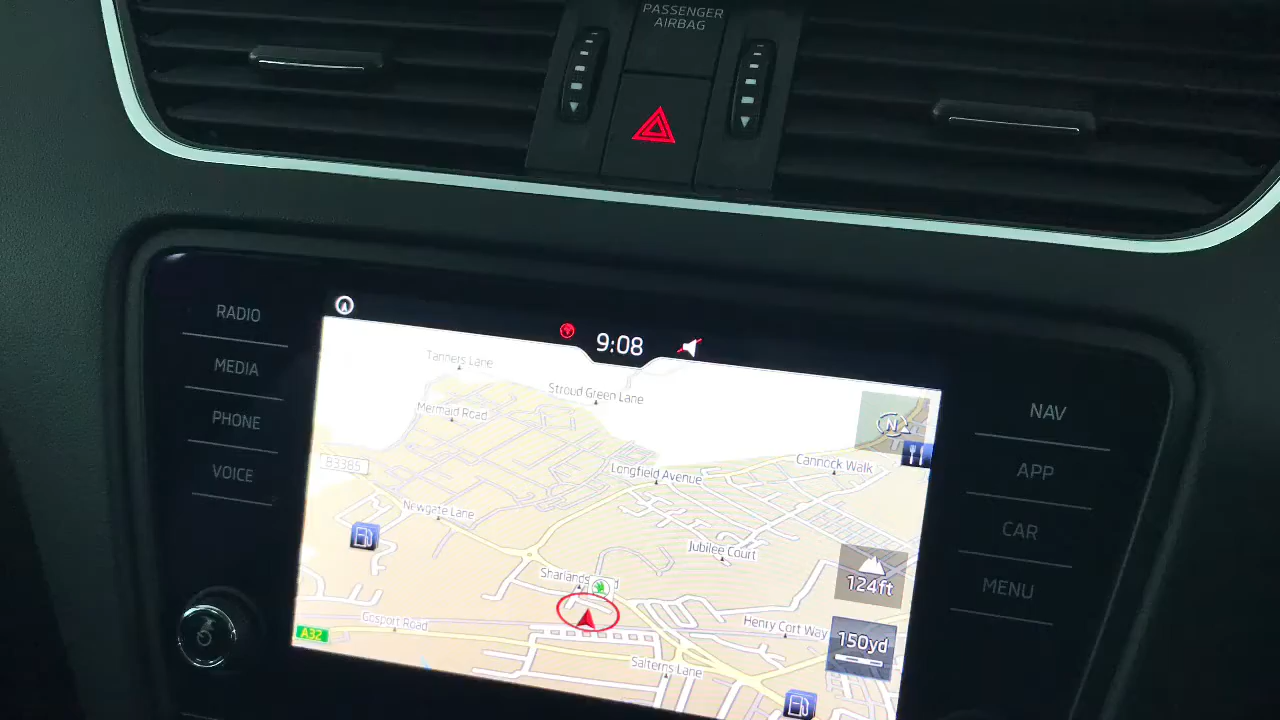 PASSENGER
AIRBAG
RADIO
MEDIA
PHONE
VOICE
9:08
Tanners Lane
Stroud Green Lane
Mermaid Road
N
B3385
Longfield Avenue
Cannock Walk
Newgate Lane
Jubilee Court
124ft
Gosport Road
A32
Henry Cort Way
150yd
Salterns Lane
NAV
APP
CAR
MENU